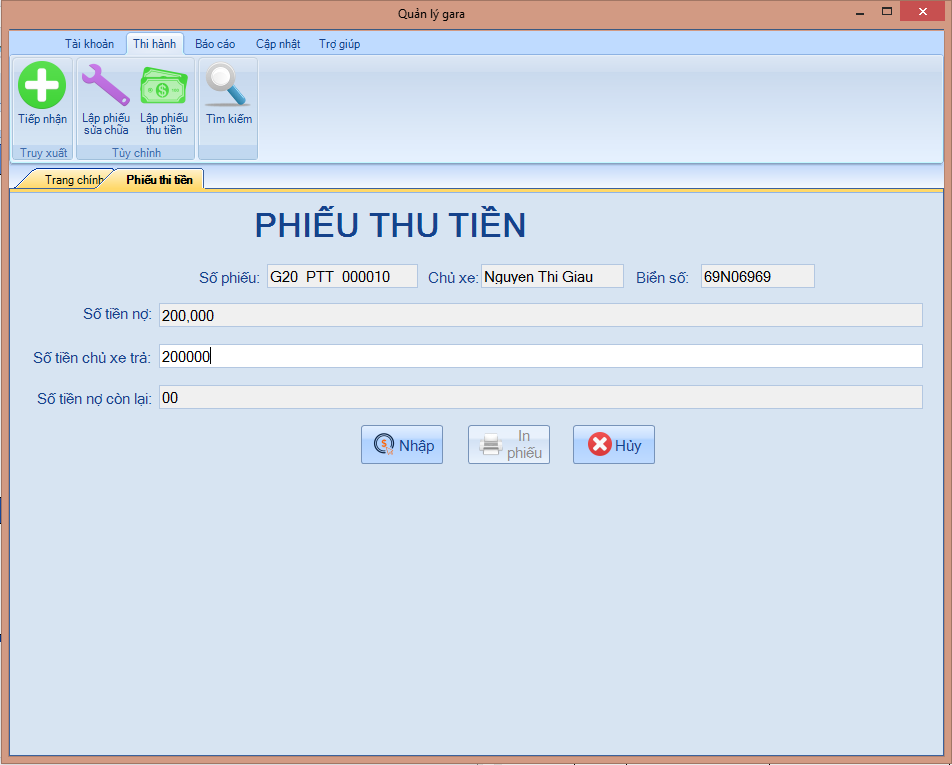 Quản lý gara
Tài khoản Thi hành Báo cáo Cập nhật Trợ giúp
Tiếp nhận
Lập phiếu sửa chữa
Lập phiếu thu tiền
Tìm kiếm
Truy xuất Tùy chỉnh
Trang chính Phiếu thi tiền
PHIẾU THU TIỀN
Số phiếu: G20 PTT 000010 Chủ xe: Nguyen Thi Giau Biển số: 69N06969
Số tiền nợ: 200,000
Số tiền chủ xe trả: 200000
Số tiền nợ còn lại: 00
Nhập
In phiếu
Hủy